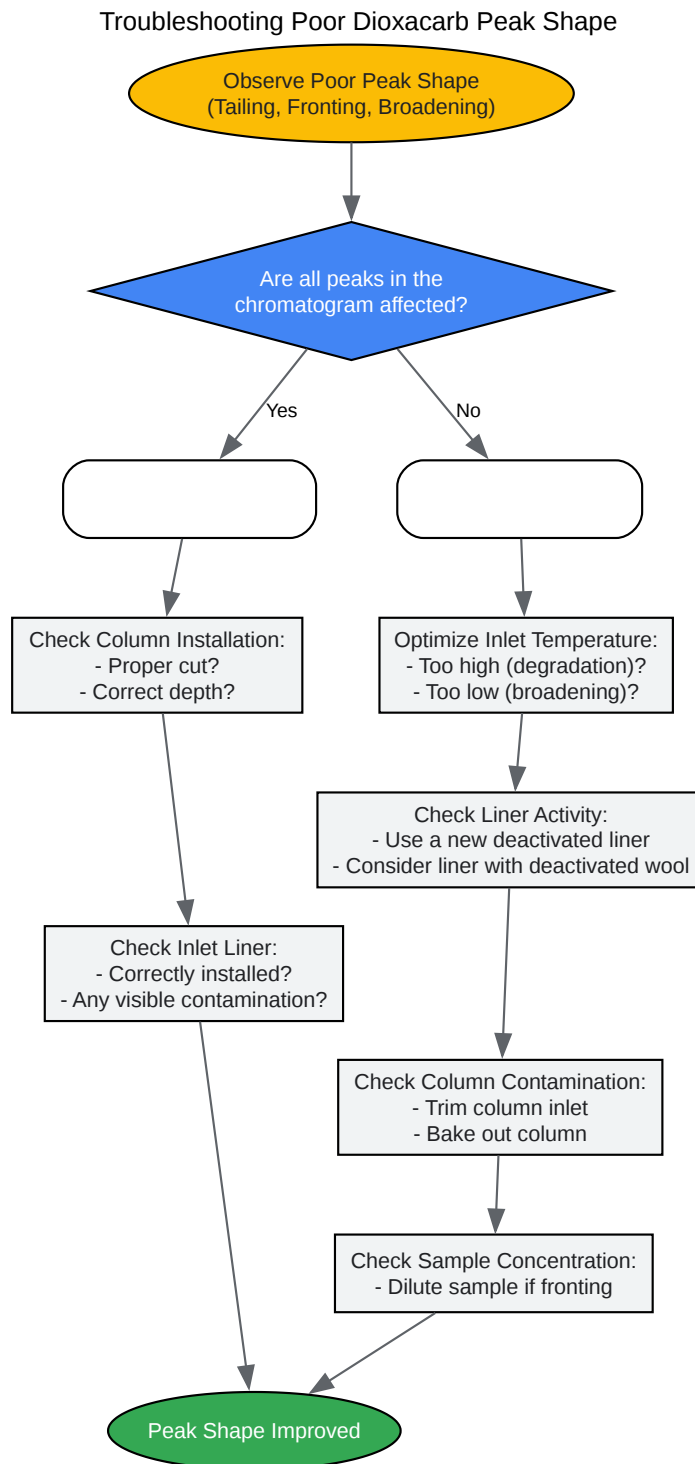 Troubleshooting Poor Dioxacarb Peak Shape
Observe Poor Peak Shape
(Tailing, Fronting, Broadening)
Are all peaks in the
chromatogram affected?
Yes
No
Check Column Installation:
- Proper cut?
- Correct depth?
Optimize Inlet Temperature:
- Too high (degradation)?
- Too low (broadening)?
Check Liner Activity:
- Use a new deactivated liner
- Consider liner with deactivated wool
Check Inlet Liner:
- Correctly installed?
- Any visible contamination?
Check Column Contamination:
- Trim column inlet
- Bake out column
Check Sample Concentration:
- Dilute sample if fronting
Peak Shape Improved